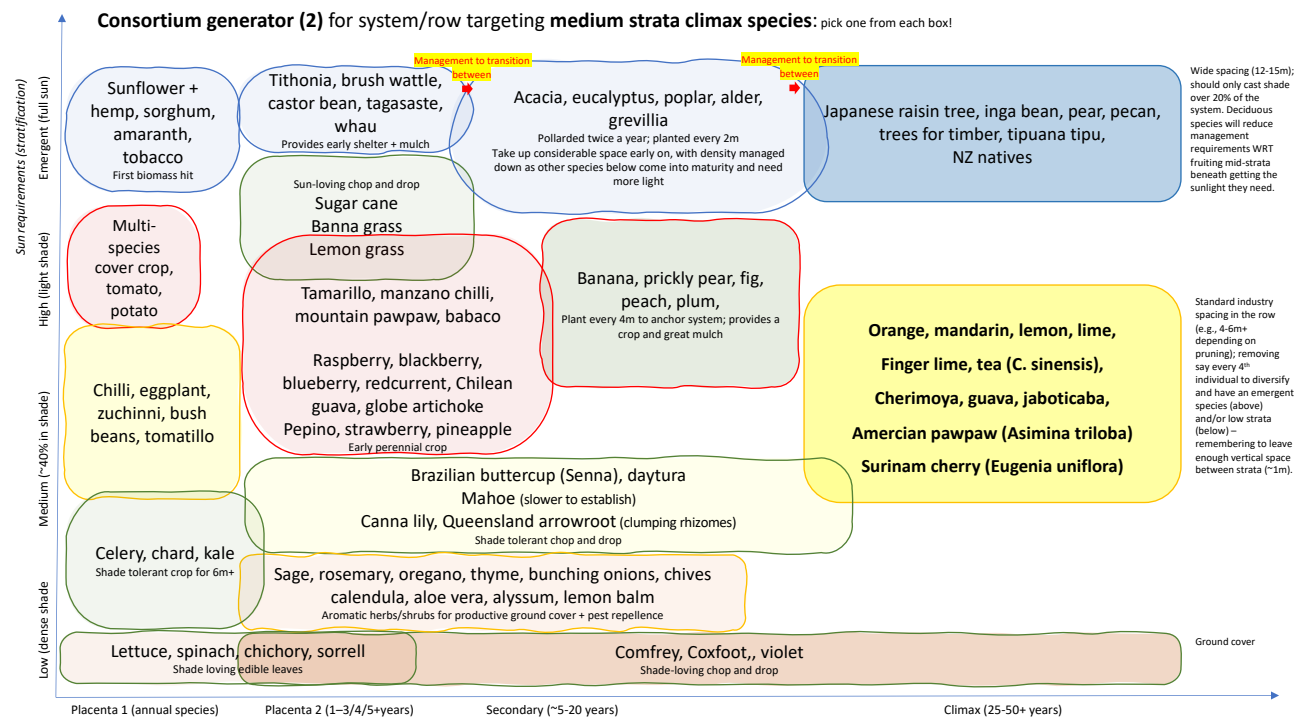 Consortium generator (2) for system/row targeting medium strata climax species: pick one from each box!
Sun requirements (stratification)
Emergent (full sun)
High (light shade)
Medium (~40% in shade)
Low (dense shade
Sunflower +
hemp, sorghum,
amaranth,
tobacco
First biomass hit
Tithonia, brush wattle,
castor bean, tagasaste,
whau
Provides early shelter + mulch
Management to transition
between
Acacia, eucalyptus, poplar, alder,
grevillia
Pollarded twice a year; planted every 2m
Take up considerable space early on, with density managed
down as other species below come into maturity and need
more light
Management to transition
between
Japanese raisin tree, inga bean, pear, pecan,
trees for timber, tipuana tipu,
NZ natives
Wide spacing (12-15m);
should only cast shade
over 20% of the
system. Deciduous
species will reduce
management
requirements WRT
fruiting mid-strata
beneath getting the
sunlight they need.
Sun-loving chop and drop
Sugar cane
Banna grass
Lemon grass
Multi-
species
cover crop,
tomato,
potato
Tamarillo, manzano chilli,
mountain pawpaw, babaco
Raspberry, blackberry,
blueberry, redcurrent, Chilean
guava, globe artichoke
Pepino, strawberry, pineapple
Early perennial crop
Banana, prickly pear, fig,
peach, plum,
Plant every 4m to anchor system; provides a
crop and great mulch
Orange, mandarin, lemon, lime,
Finger lime, tea (C. sinensis),
Cherimoya, guava, jaboticaba,
Amercian pawpaw (Asimina triloba)
Surinam cherry (Eugenia uniflora)
Standard industry
spacing in the row
(e.g., 4-6m+
depending on
pruning); removing
say every 4th
individual to diversify
and have an emergent
species (above)
and/or low strata
(below) –
remembering to leave
enough vertical space
between strata (~1m).
Chilli, eggplant,
zuchinni, bush
beans, tomatillo
Brazilian buttercup (Senna), daytura
Mahoe (slower to establish)
Canna lily, Queensland arrowroot (clumping rhizomes)
Shade tolerant chop and drop
Celery, chard, kale
Shade tolerant crop for 6m+
Sage, rosemary, oregano, thyme, bunching onions, chives
calendula, aloe vera, alyssum, lemon balm
Aromatic herbs/shrubs for productive ground cover + pest repellence
Lettuce, spinach, chichory, sorrell
Shade loving edible leaves
Comfrey, Coxfoot,, violet
Shade-loving chop and drop
Ground cover
Placenta 1 (annual species)
Placenta 2 (1–3/4/5+years)
Secondary (~5-20 years)
Climax (25-50+ years)